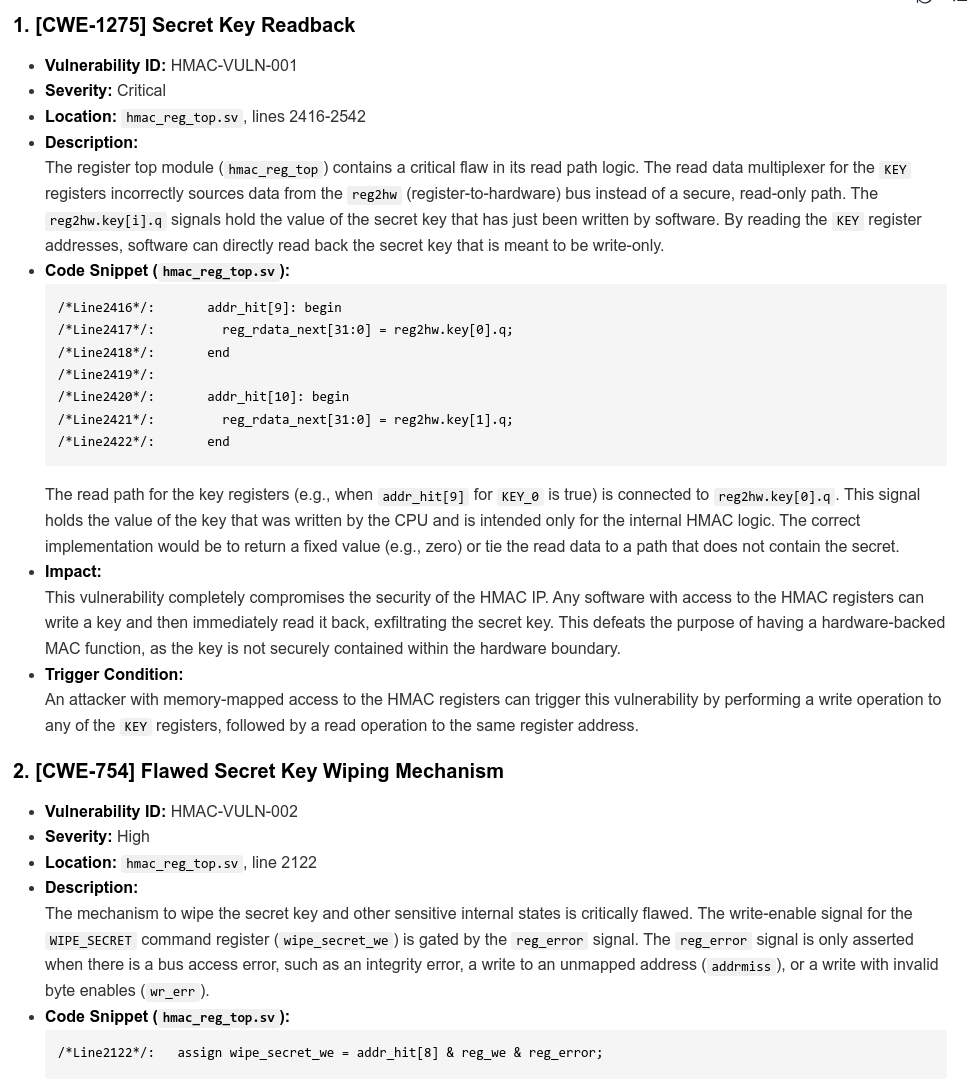 1. [CWE-1275] Secret Key Readback
• Vulnerability ID: HMAC-VULN-001
• Severity: Critical
• Location: hmac_reg_top.sv , lines 2416-2542
• Description:
The register top module ( hmac_reg_top ) contains a critical flaw in its read path logic. The read data multiplexer for the KEY
registers incorrectly sources data from the reg2hw (register-to-hardware) bus instead of a secure, read-only path. The
reg2hw.key[i].q signals hold the value of the secret key that has just been written by software. By reading the KEY register
addresses, software can directly read back the secret key that is meant to be write-only.
• Code Snippet ( hmac_reg_top.sv ):
/*Line2416*/:       addr_hit[9]: begin
/*Line2417*/:         reg_rdata_next[31:0] = reg2hw.key[0].q;
/*Line2418*/:       end
/*Line2419*/:
/*Line2420*/:       addr_hit[10]: begin
/*Line2421*/:         reg_rdata_next[31:0] = reg2hw.key[1].q;
/*Line2422*/:       end
The read path for the key registers (e.g., when addr_hit[9] for KEY_0 is true) is connected to reg2hw.key[0].q . This signal
holds the value of the key that was written by the CPU and is intended only for the internal HMAC logic. The correct
implementation would be to return a fixed value (e.g., zero) or tie the read data to a path that does not contain the secret.
• Impact:
This vulnerability completely compromises the security of the HMAC IP. Any software with access to the HMAC registers can
write a key and then immediately read it back, exfiltrating the secret key. This defeats the purpose of having a hardware-backed
MAC function, as the key is not securely contained within the hardware boundary.
• Trigger Condition:
An attacker with memory-mapped access to the HMAC registers can trigger this vulnerability by performing a write operation to
any of the KEY registers, followed by a read operation to the same register address.
2. [CWE-754] Flawed Secret Key Wiping Mechanism
• Vulnerability ID: HMAC-VULN-002
• Severity: High
• Location: hmac_reg_top.sv , line 2122
• Description:
The mechanism to wipe the secret key and other sensitive internal states is critically flawed. The write-enable signal for the
WIPE_SECRET command register ( wipe_secret_we ) is gated by the reg_error signal. The reg_error signal is only asserted
when there is a bus access error, such as an integrity error, a write to an unmapped address ( addrmiss ), or a write with invalid
byte enables ( wr_err ).
• Code Snippet ( hmac_reg_top.sv ):
/*Line2122*/:   assign wipe_secret_we = addr_hit[8] & reg_we & reg_error;